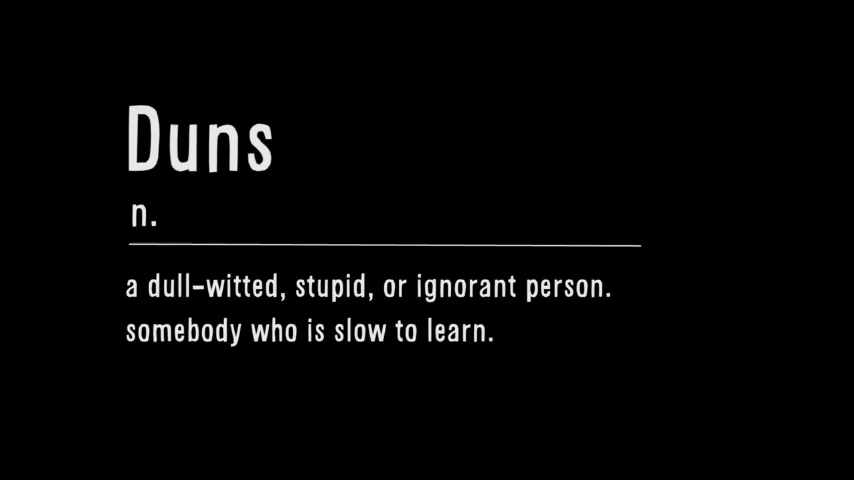 Duns
n.
a dull-witted, stupid, or ignorant person.
somebody who is slow to learn.